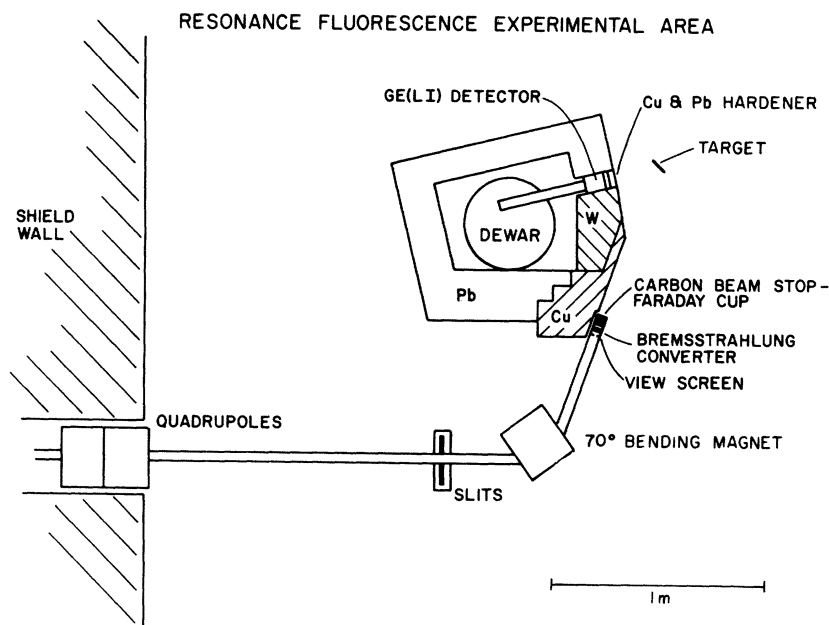 RESONANCE FLUORESCENCE EXPERIMENTAL AREA
GE(LI) DETECTOR
Cu & Pb HARDENER
TARGET
SHIELD
WALL
W
DEWAR
Pb
Cu
CARBON BEAM STOP-
FARADAY CUP
BREMSSTRAHLUNG
CONVERTER
VIEW SCREEN
QUADRUPOLES
70° BENDING MAGNET
SLITS
1m